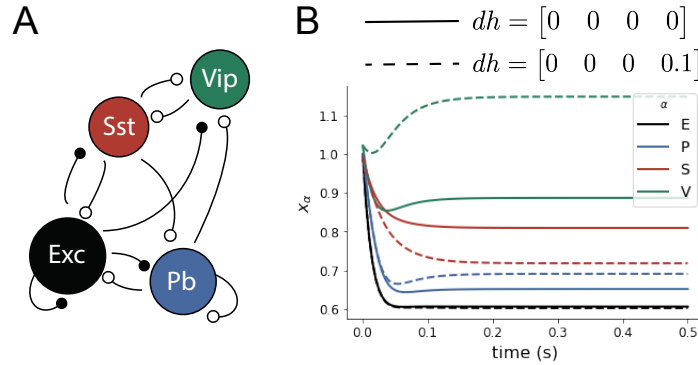 A
Vip
Sst
Exc
Pb
B
dh = [0 0 0 0]
dh = [0 0 0 0.1]
α
E
P
S
V
1.1
1.0
0.9
0.8
0.7
0.6
xα
0.0 0.1 0.2 0.3 0.4 0.5
time (s)